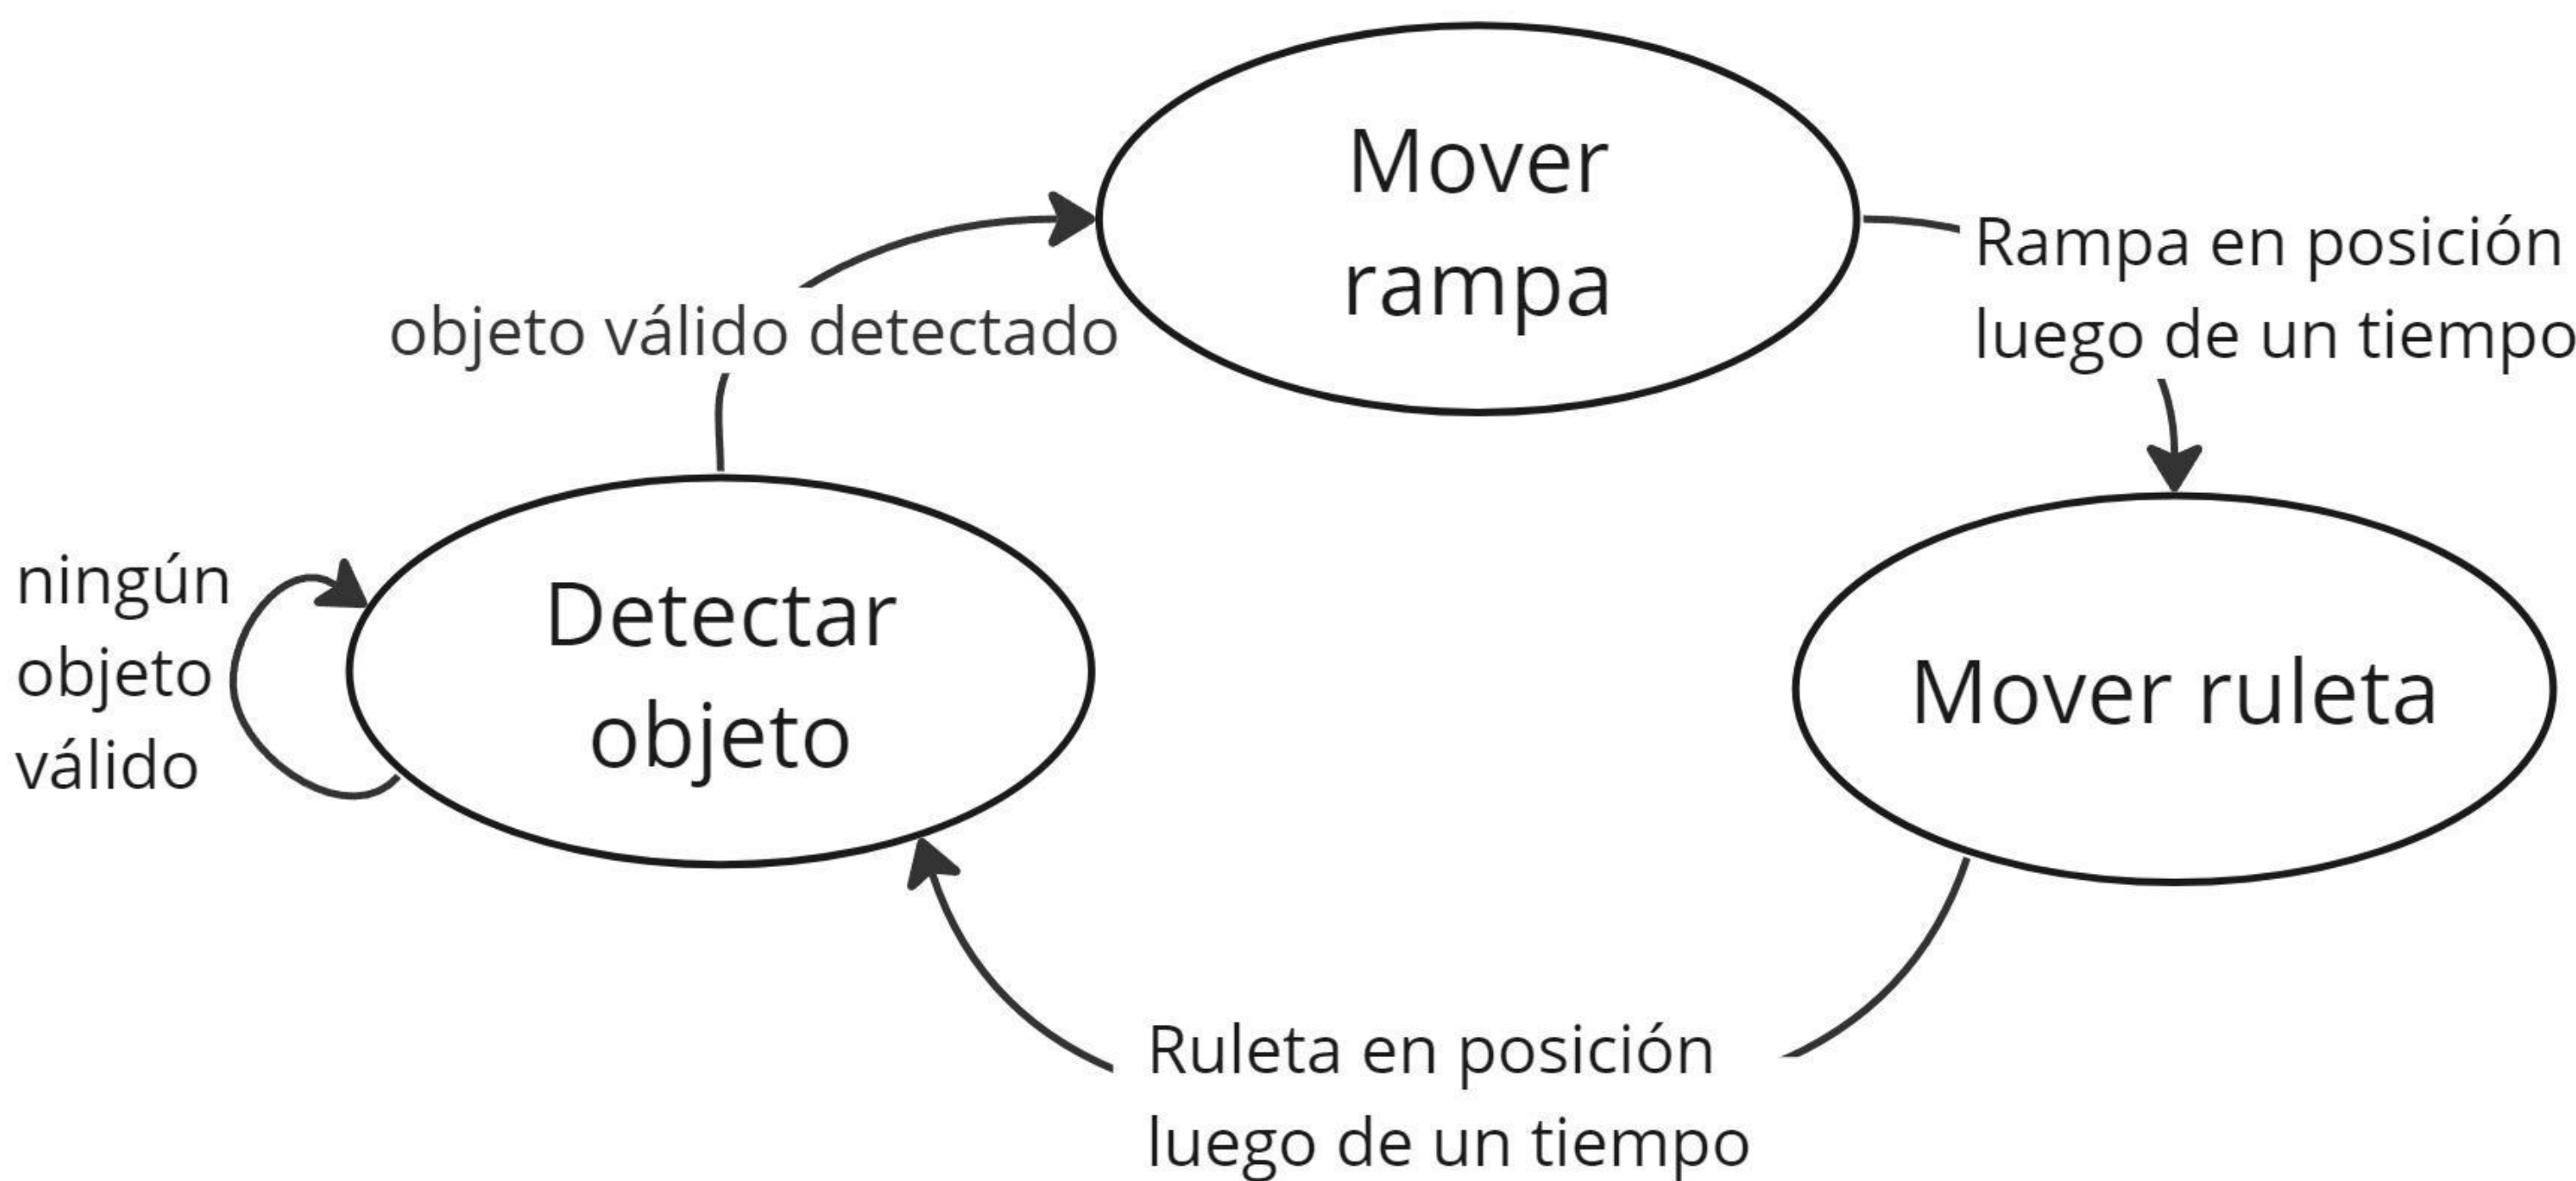 Mover
rampa
Rampa en posición
luego de un tiempo
objeto válido detectado
ningún
objeto
válido
Detectar
objeto
Mover ruleta
Ruleta en posición
luego de un tiempo